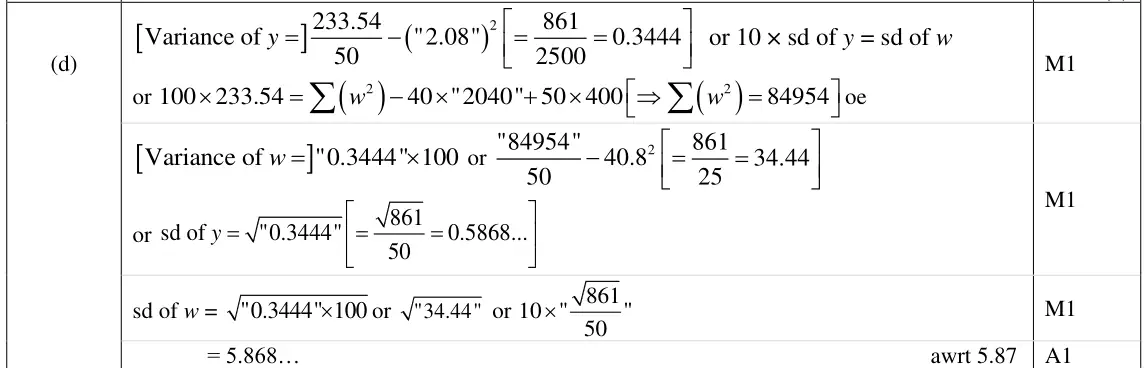 (d)
[Variance of y =] 233.54/50 − ("2.08")² [= 861/2500 = 0.3444] or 10 × sd of y = sd of w
M1
or 100×233.54 = ∑(w²) − 40×"2040"+50×400 [⇒ ∑(w²) = 84954] oe
[Variance of w =] "0.3444"×100 or "84954"/50 − 40.8² [= 861/25 = 34.44]
M1
or sd of y = √"0.3444" [= √861/50 = 0.5868...]
sd of w = √"0.3444"×100 or √"34.44" or 10×"√861/50"
M1
= 5.868… awrt 5.87 A1